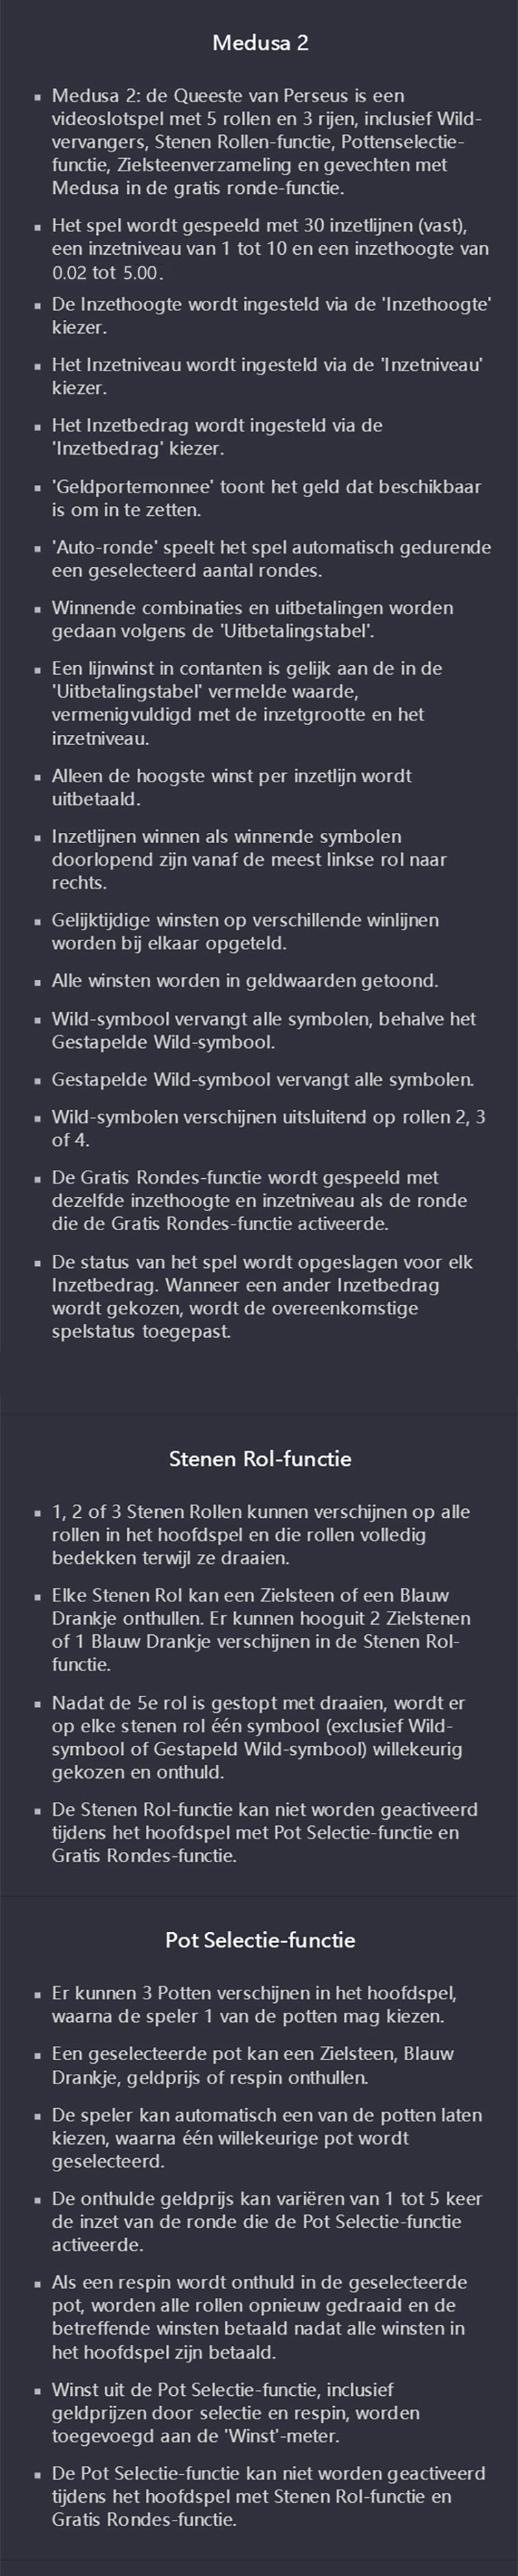 Medusa 2
▪ Medusa 2: de Queeste van Perseus is een
videoslotspel met 5 rollen en 3 rijen, inclusief Wild-
vervangers, Stenen Rollen-functie, Pottenselectie-
functie, Zielsteenverzameling en gevechten met
Medusa in de gratis ronde-functie.
▪ Het spel wordt gespeeld met 30 inzetlijnen (vast),
een inzetniveau van 1 tot 10 en een inzethoogte van
0.02 tot 5.00.
▪ De Inzethoogte wordt ingesteld via de 'Inzethoogte'
kiezer.
▪ Het Inzetniveau wordt ingesteld via de 'Inzetniveau'
kiezer.
▪ Het Inzetbedrag wordt ingesteld via de
'Inzetbedrag' kiezer.
▪ 'Geldportemonnee' toont het geld dat beschikbaar
is om in te zetten.
▪ 'Auto-ronde' speelt het spel automatisch gedurende
een geselecteerd aantal rondes.
▪ Winnende combinaties en uitbetalingen worden
gedaan volgens de 'Uitbetalingstabel'.
▪ Een lijnwinst in contanten is gelijk aan de in de
'Uitbetalingstabel' vermelde waarde,
vermenigvuldigd met de inzetgrootte en het
inzetniveau.
▪ Alleen de hoogste winst per inzetlijn wordt
uitbetaald.
▪ Inzetlijnen winnen als winnende symbolen
doorlopend zijn vanaf de meest linkse rol naar
rechts.
▪ Gelijktijdige winsten op verschillende winlijnen
worden bij elkaar opgeteld.
▪ Alle winsten worden in geldwaarden getoond.
▪ Wild-symbool vervangt alle symbolen, behalve het
Gestapelde Wild-symbool.
▪ Gestapelde Wild-symbool vervangt alle symbolen.
▪ Wild-symbolen verschijnen uitsluitend op rollen 2, 3
of 4.
▪ De Gratis Rondes-functie wordt gespeeld met
dezelfde inzethoogte en inzetniveau als de ronde
die de Gratis Rondes-functie activeerde.
▪ De status van het spel wordt opgeslagen voor elk
Inzetbedrag. Wanneer een ander Inzetbedrag
wordt gekozen, wordt de overeenkomstige
spelstatus toegepast.
Stenen Rol-functie
▪ 1, 2 of 3 Stenen Rollen kunnen verschijnen op alle
rollen in het hoofdspel en die rollen volledig
bedekken terwijl ze draaien.
▪ Elke Stenen Rol kan een Zielsteen of een Blauw
Drankje onthullen. Er kunnen hooguit 2 Zielstenen
of 1 Blauw Drankje verschijnen in de Stenen Rol-
functie.
▪ Nadat de 5e rol is gestopt met draaien, wordt er
op elke stenen rol één symbool (exclusief Wild-
symbool of Gestapeld Wild-symbool) willekeurig
gekozen en onthuld.
▪ De Stenen Rol-functie kan niet worden geactiveerd
tijdens het hoofdspel met Pot Selectie-functie en
Gratis Rondes-functie.
Pot Selectie-functie
▪ Er kunnen 3 Potten verschijnen in het hoofdspel,
waarna de speler 1 van de potten mag kiezen.
▪ Een geselecteerde pot kan een Zielsteen, Blauw
Drankje, geldprijs of respin onthullen.
▪ De speler kan automatisch een van de potten laten
kiezen, waarna één willekeurige pot wordt
geselecteerd.
▪ De onthulde geldprijs kan variëren van 1 tot 5 keer
de inzet van de ronde die de Pot Selectie-functie
activeerde.
▪ Als een respin wordt onthuld in de geselecteerde
pot, worden alle rollen opnieuw gedraaid en de
betreffende winsten betaald nadat alle winsten in
het hoofdspel zijn betaald.
▪ Winst uit de Pot Selectie-functie, inclusief
geldprijzen door selectie en respin, worden
toegevoegd aan de 'Winst'-meter.
▪ De Pot Selectie-functie kan niet worden geactiveerd
tijdens het hoofdspel met Stenen Rol-functie en
Gratis Rondes-functie.